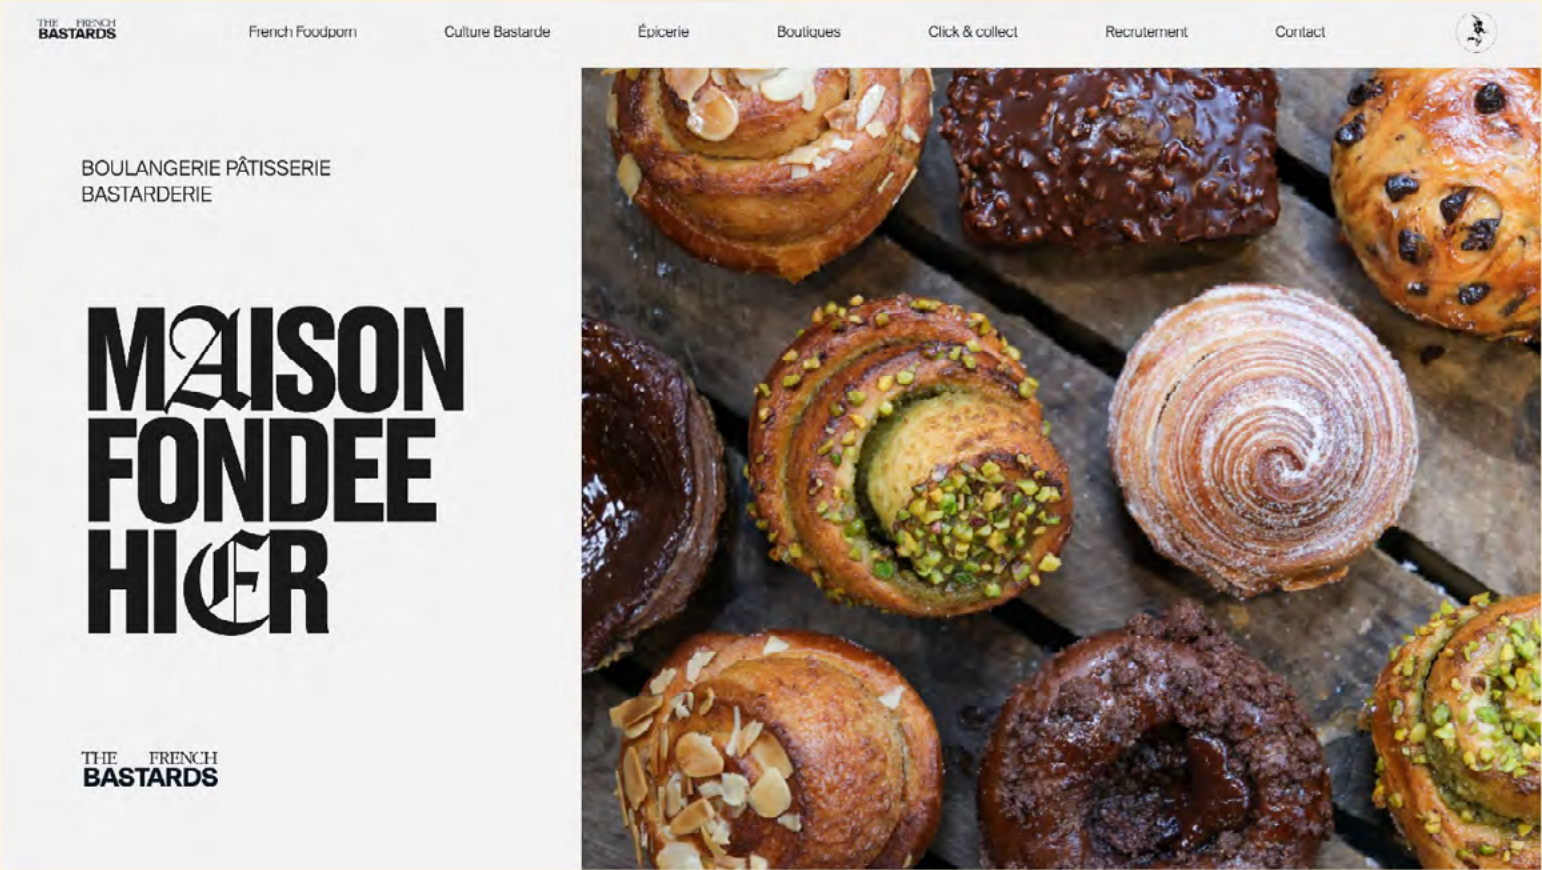 THE FRENCH
BASTARDS
French Foodporn
Culture Bastarde
Épicerie
Boutiques
Click & collect
Recrutement
Contact
BOULANGERIE PÂTISSERIE
BASTARDERIE
MAISON
FONDEE
HIER
THE FRENCH
BASTARDS